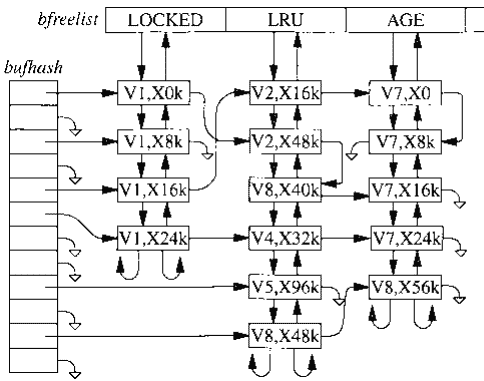 bfreelist LOCKED LRU AGE
bufhash
V1,X0k V2,X16k V7,X0
V1,X8k V2,X48k V7,X8k
V1,X16k V8,X40k V7,X16k
V1,X24k V4,X32k V7,X24k
V5,X96k V8,X56k
V8,X48k